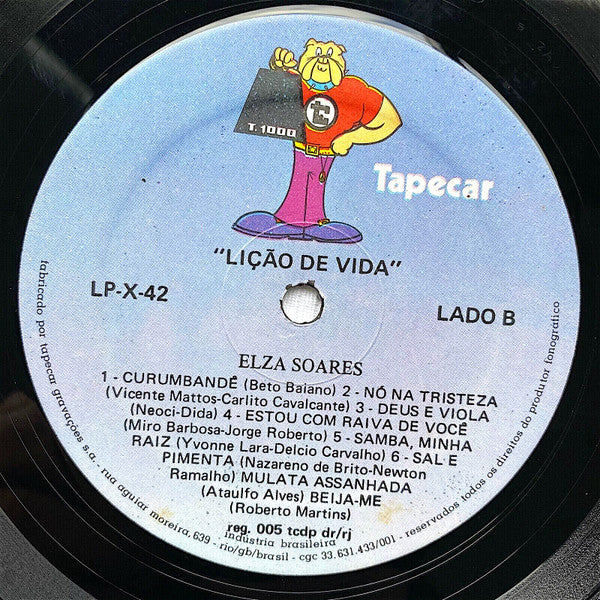 T.1000
tc
Tapecar
"LIÇÃO DE VIDA"
LP-X-42
LADO B
ELZA SOARES
1 - CURUMBANDÊ (Beto Baiano) 2 - NÓ NA TRISTEZA
(Vicente Mattos-Carlito Cavalcante) 3 - DEUS E VIOLA
(Neoci-Dida) 4 - ESTOU COM RAIVA DE VOCÊ
(Miro Barbosa-Jorge Roberto) 5 - SAMBA, MINHA
RAIZ (Yvonne Lara-Delcio Carvalho) 6 - SAL E
PIMENTA (Nazareno de Brito-Newton
Ramalho) MULATA ASSANHADA
(Ataulfo Alves) BEIJA-ME
(Roberto Martins)
reg. 005 tcdp dr/rj
indústria brasileira
fabricado por tapecar gravações s.a., rua aguiar moreira, 639 - rio/gb/brasil - cgc 33.631.433/001 - reservados todos os direitos do produtor fonográfico